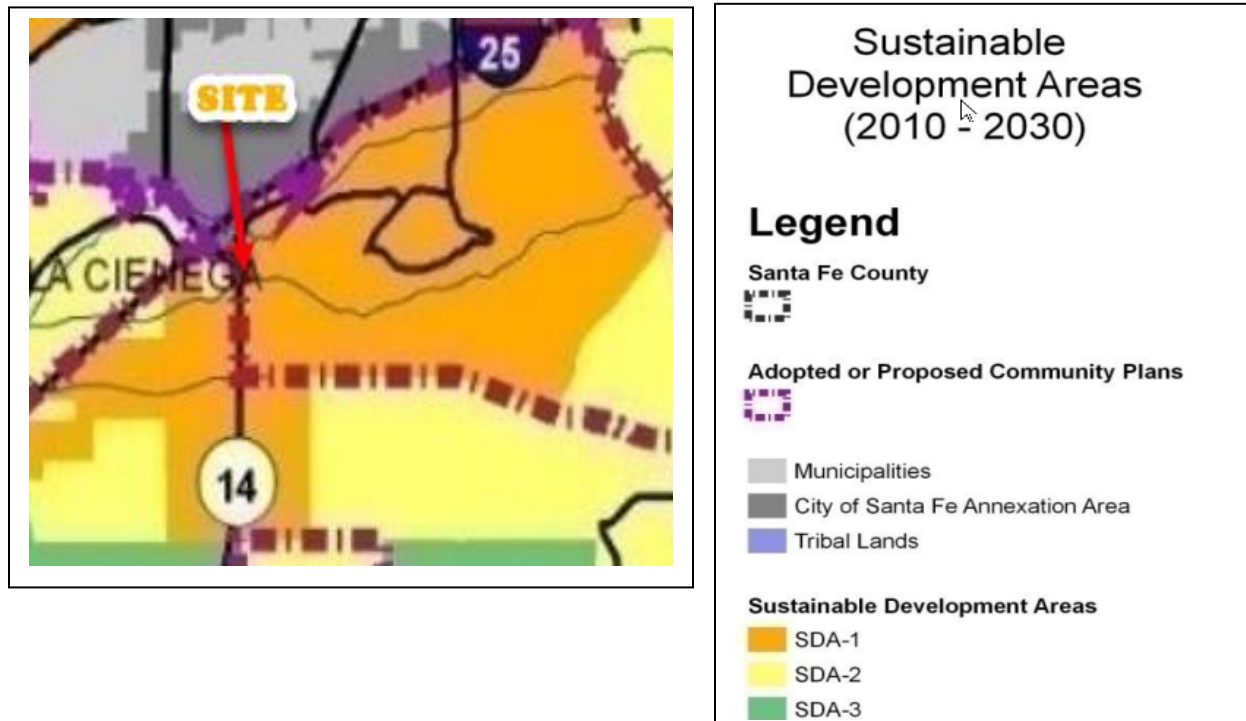 25
SITE
LA CIENEGA
14
Sustainable
Development Areas
(2010 - 2030)
Legend
Santa Fe County
Adopted or Proposed Community Plans
Municipalities
City of Santa Fe Annexation Area
Tribal Lands
Sustainable Development Areas
SDA-1
SDA-2
SDA-3